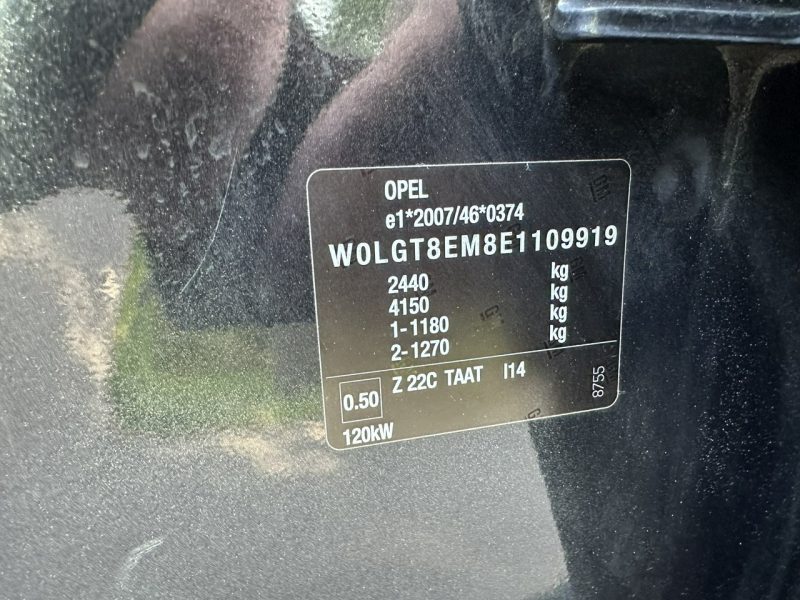 OPEL
e1*2007/46*0374
W0LGT8EM8E1109919
2440 kg
4150 kg
1-1180 kg
2-1270 kg
0.50 Z 22C TAAT I14
120kW
8755